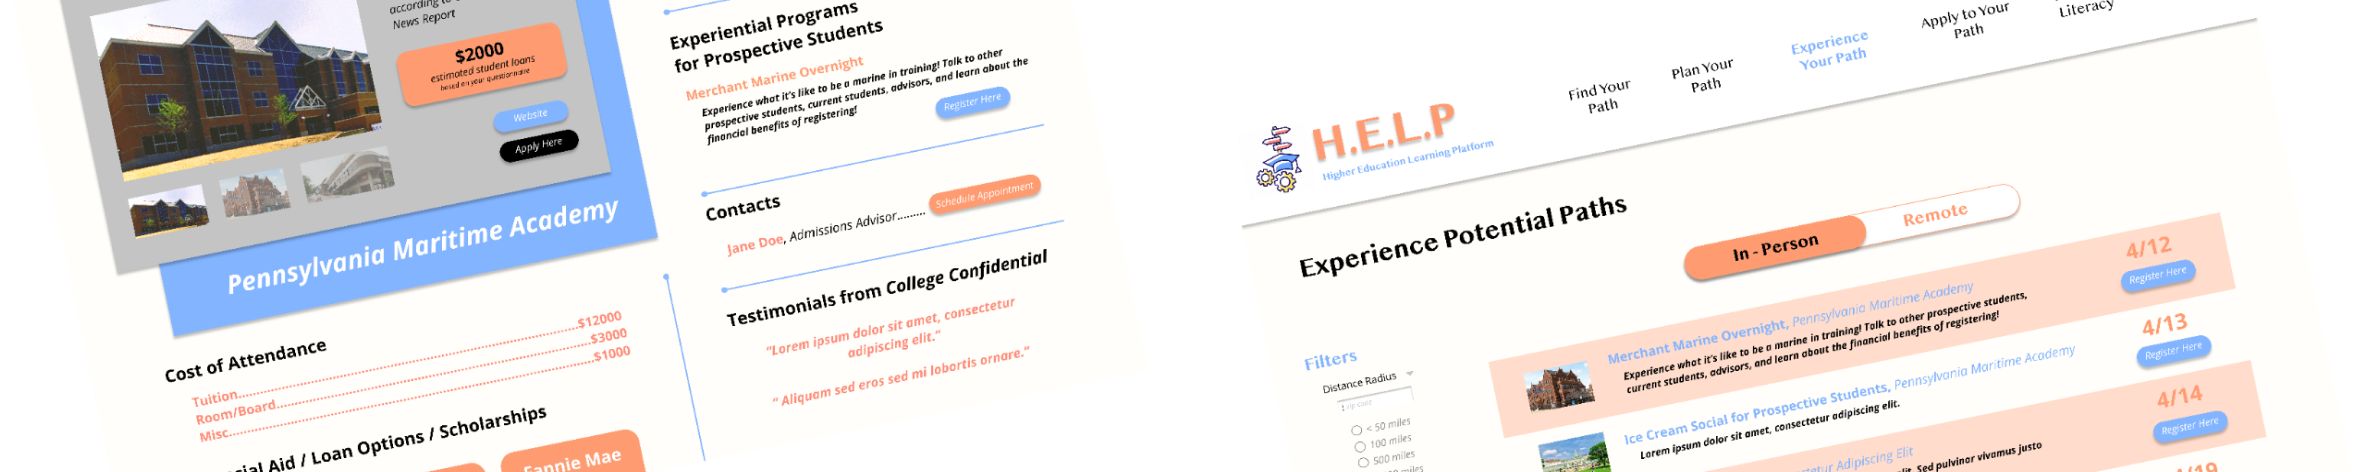 according to
News Report
$2000
estimated student loans
based on your questionnaire
Website
Apply Here
Pennsylvania Maritime Academy
Cost of Attendance
Tuition..........$12000
Room/Board..........$3000
Misc..........$1000
ial Aid / Loan Options / Scholarships
Fannie Mae
Experiential Programs
for Prospective Students
Merchant Marine Overnight
Experience what it's like to be a marine in training! Talk to other
prospective students, current students, advisors, and learn about the
financial benefits of registering!
Register Here
Contacts
Jane Doe, Admissions Advisor.........
Schedule Appointment
Testimonials from College Confidential
“Lorem ipsum dolor sit amet, consectetur
adipiscing elit.”
“ Aliquam sed eros sed mi lobortis ornare.”
H.E.L.P
Higher Education Learning Platform
Find Your
Path
Plan Your
Path
Experience
Your Path
Apply to Your
Path
Literacy
Experience Potential Paths
In - Person
Remote
Filters
Distance Radius
zip code
< 50 miles
100 miles
500 miles
miles
Merchant Marine Overnight, Pennsylvania Maritime Academy
Experience what it's like to be a marine in training! Talk to other prospective students,
current students, advisors, and learn about the financial benefits of registering!
4/12
Register Here
Ice Cream Social for Prospective Students, Pennsylvania Maritime Academy
Lorem ipsum dolor sit amet, consectetur adipiscing elit.
4/13
Register Here
tetur Adipiscing Elit
Sed pulvinar vivamus justo
4/14
Register Here
/19